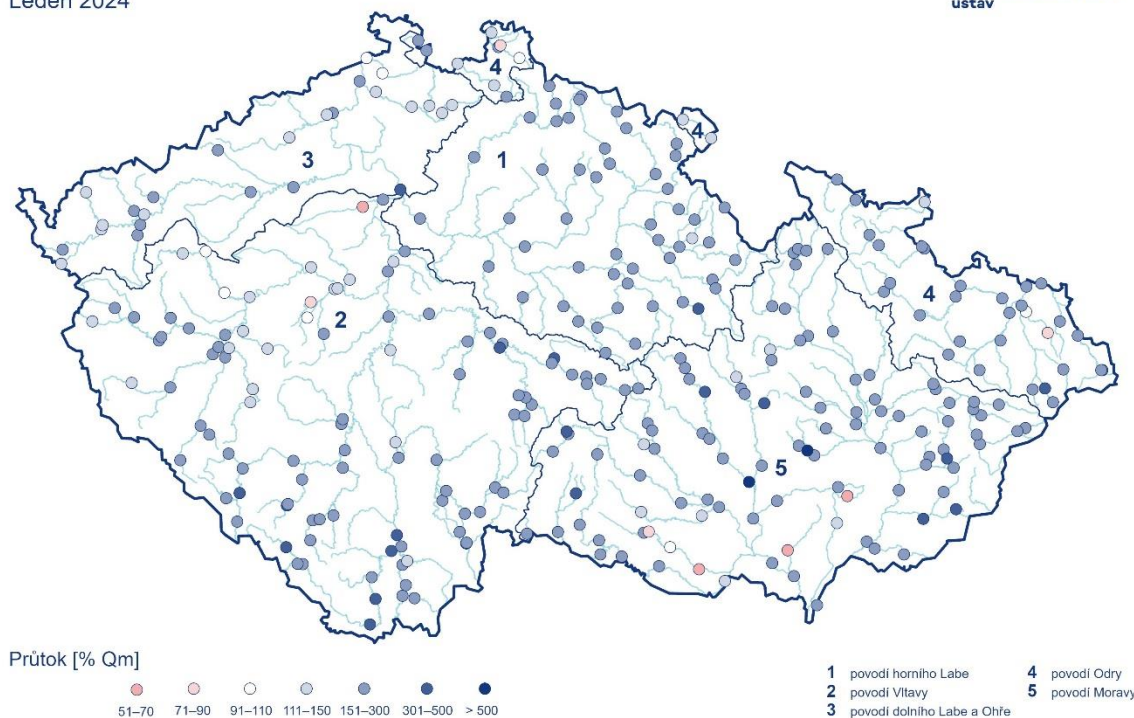 Leden 2024
ústav
4
4
3
1
2
4
5
Průtok [% Qm]
51–70 71–90 91–110 111–150 151–300 301–500 > 500
1 povodí horního Labe
2 povodí Vltavy
3 povodí dolního Labe a Ohře
4 povodí Odry
5 povodí Moravy